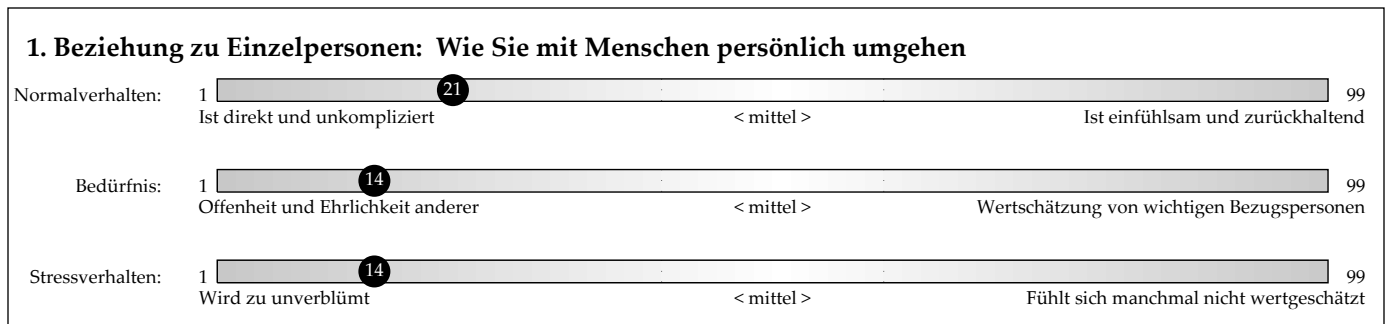 1. Beziehung zu Einzelpersonen: Wie Sie mit Menschen persönlich umgehen
Normalverhalten: 1 21 99
Ist direkt und unkompliziert < mittel > Ist einfühlsam und zurückhaltend
Bedürfnis: 1 14 99
Offenheit und Ehrlichkeit anderer < mittel > Wertschätzung von wichtigen Bezugspersonen
Stressverhalten: 1 14 99
Wird zu unverblümt < mittel > Fühlt sich manchmal nicht wertgeschätzt